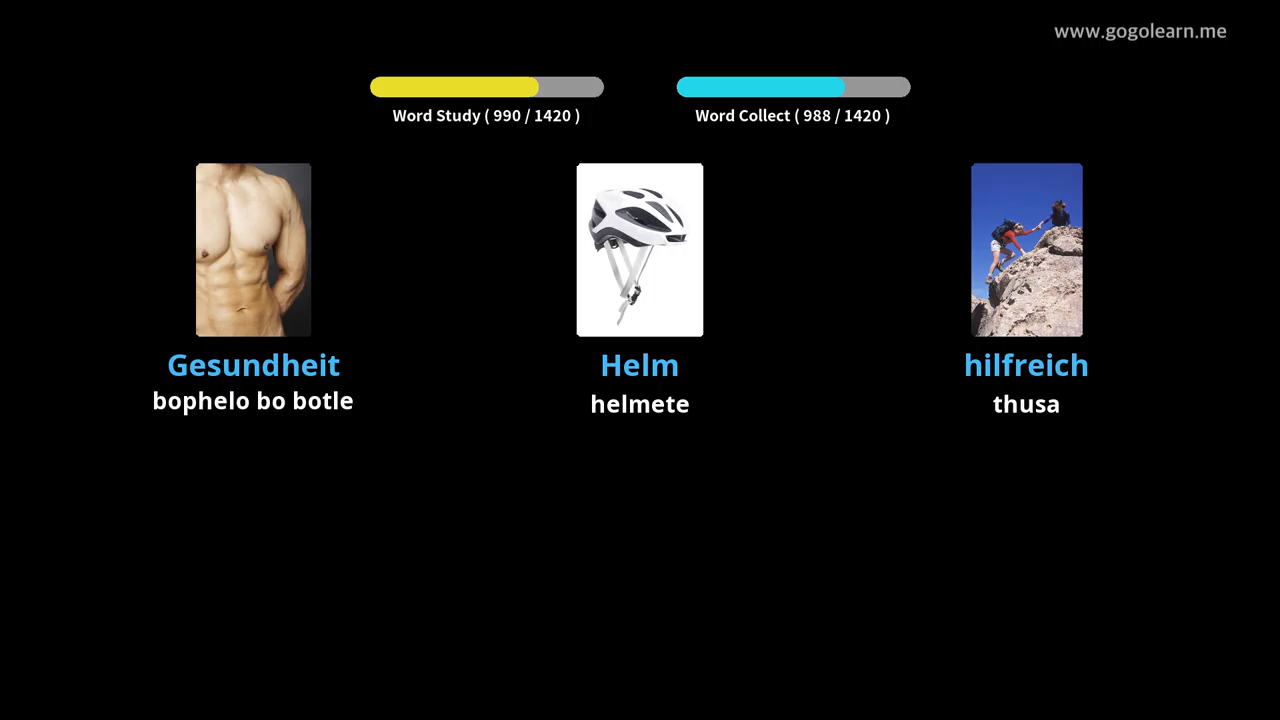 www.gogolearn.me
Word Study ( 990 / 1420 )
Word Collect ( 988 / 1420 )
Gesundheit
bophelo bo botle
Helm
helmete
hilfreich
thusa